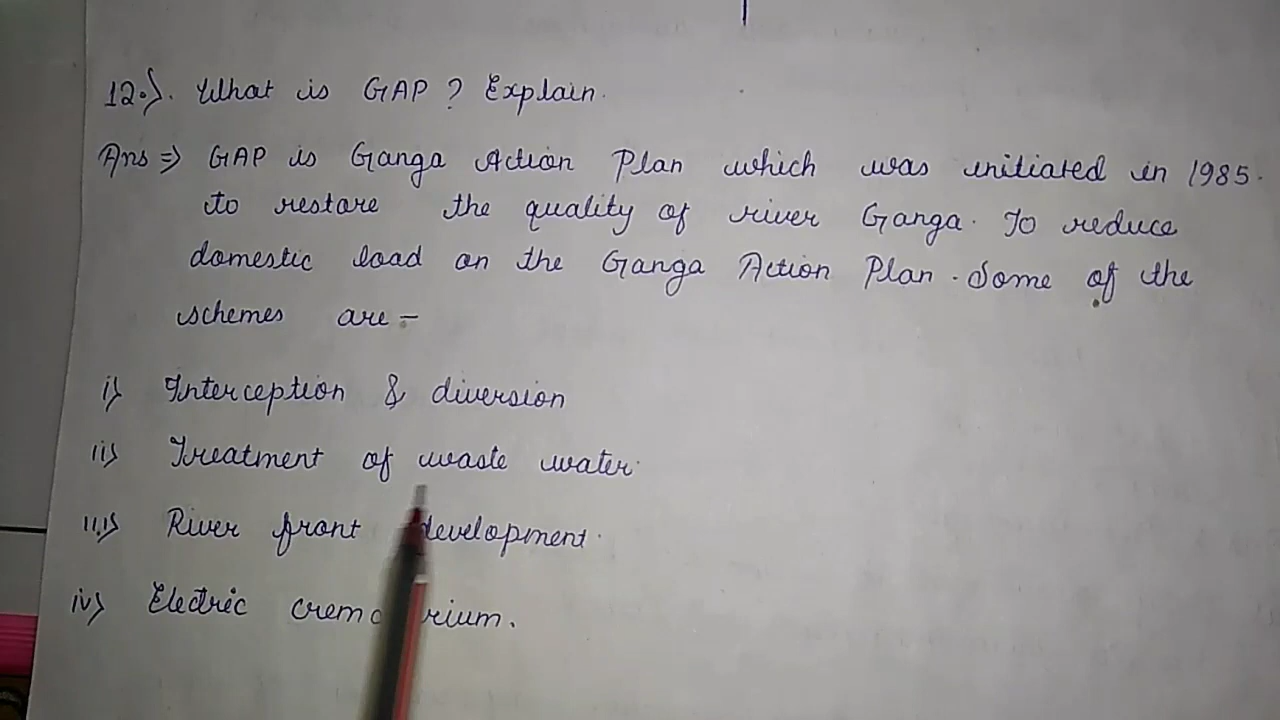 12.). What is GAP? Explain.
Ans ⇒ GAP is Ganga Action Plan which was initiated in 1985.
to restore the quality of river Ganga. To reduce
domestic load on the Ganga Action Plan. Some of the
schemes are -
i) Interception & diversion
ii) Treatment of waste water.
iii) River front development.
iv) Electric